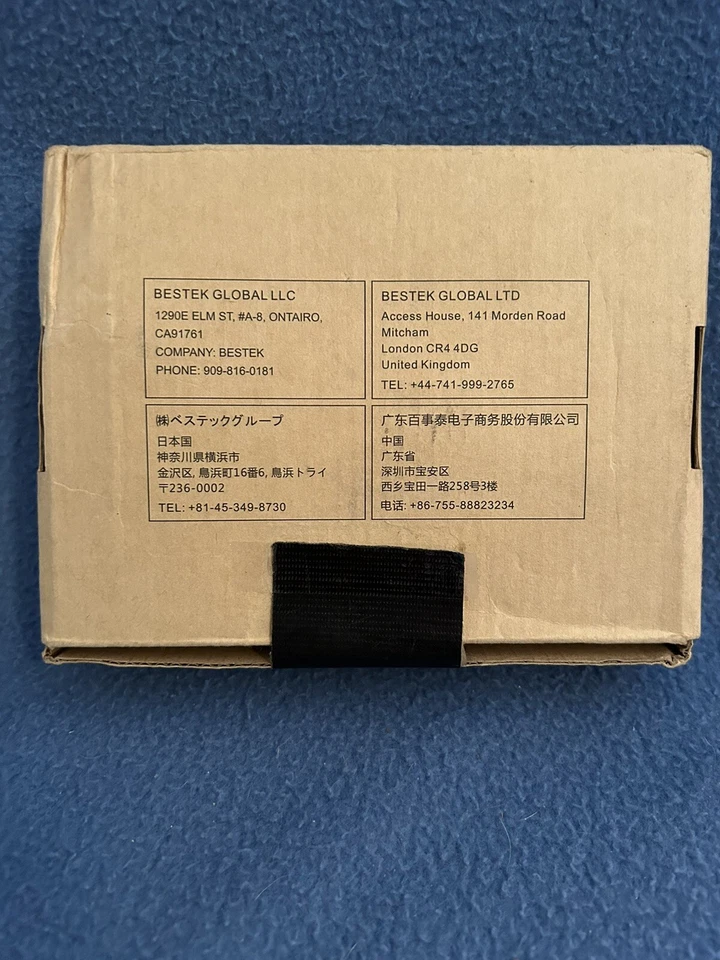 BESTEK GLOBAL LLC
1290E ELM ST, #A-8, ONTAIRO,
CA91761
COMPANY: BESTEK
PHONE: 909-816-0181
BESTEK GLOBAL LTD
Access House, 141 Morden Road
Mitcham
London CR4 4DG
United Kingdom
TEL: +44-741-999-2765
㈱ベステックグループ
日本国
神奈川県横浜市
金沢区, 鳥浜町16番6, 鳥浜トライ
〒236-0002
TEL: +81-45-349-8730
广东百事泰电子商务股份有限公司
中国
广东省
深圳市宝安区
西乡宝田一路258号3楼
电话: +86-755-88823234